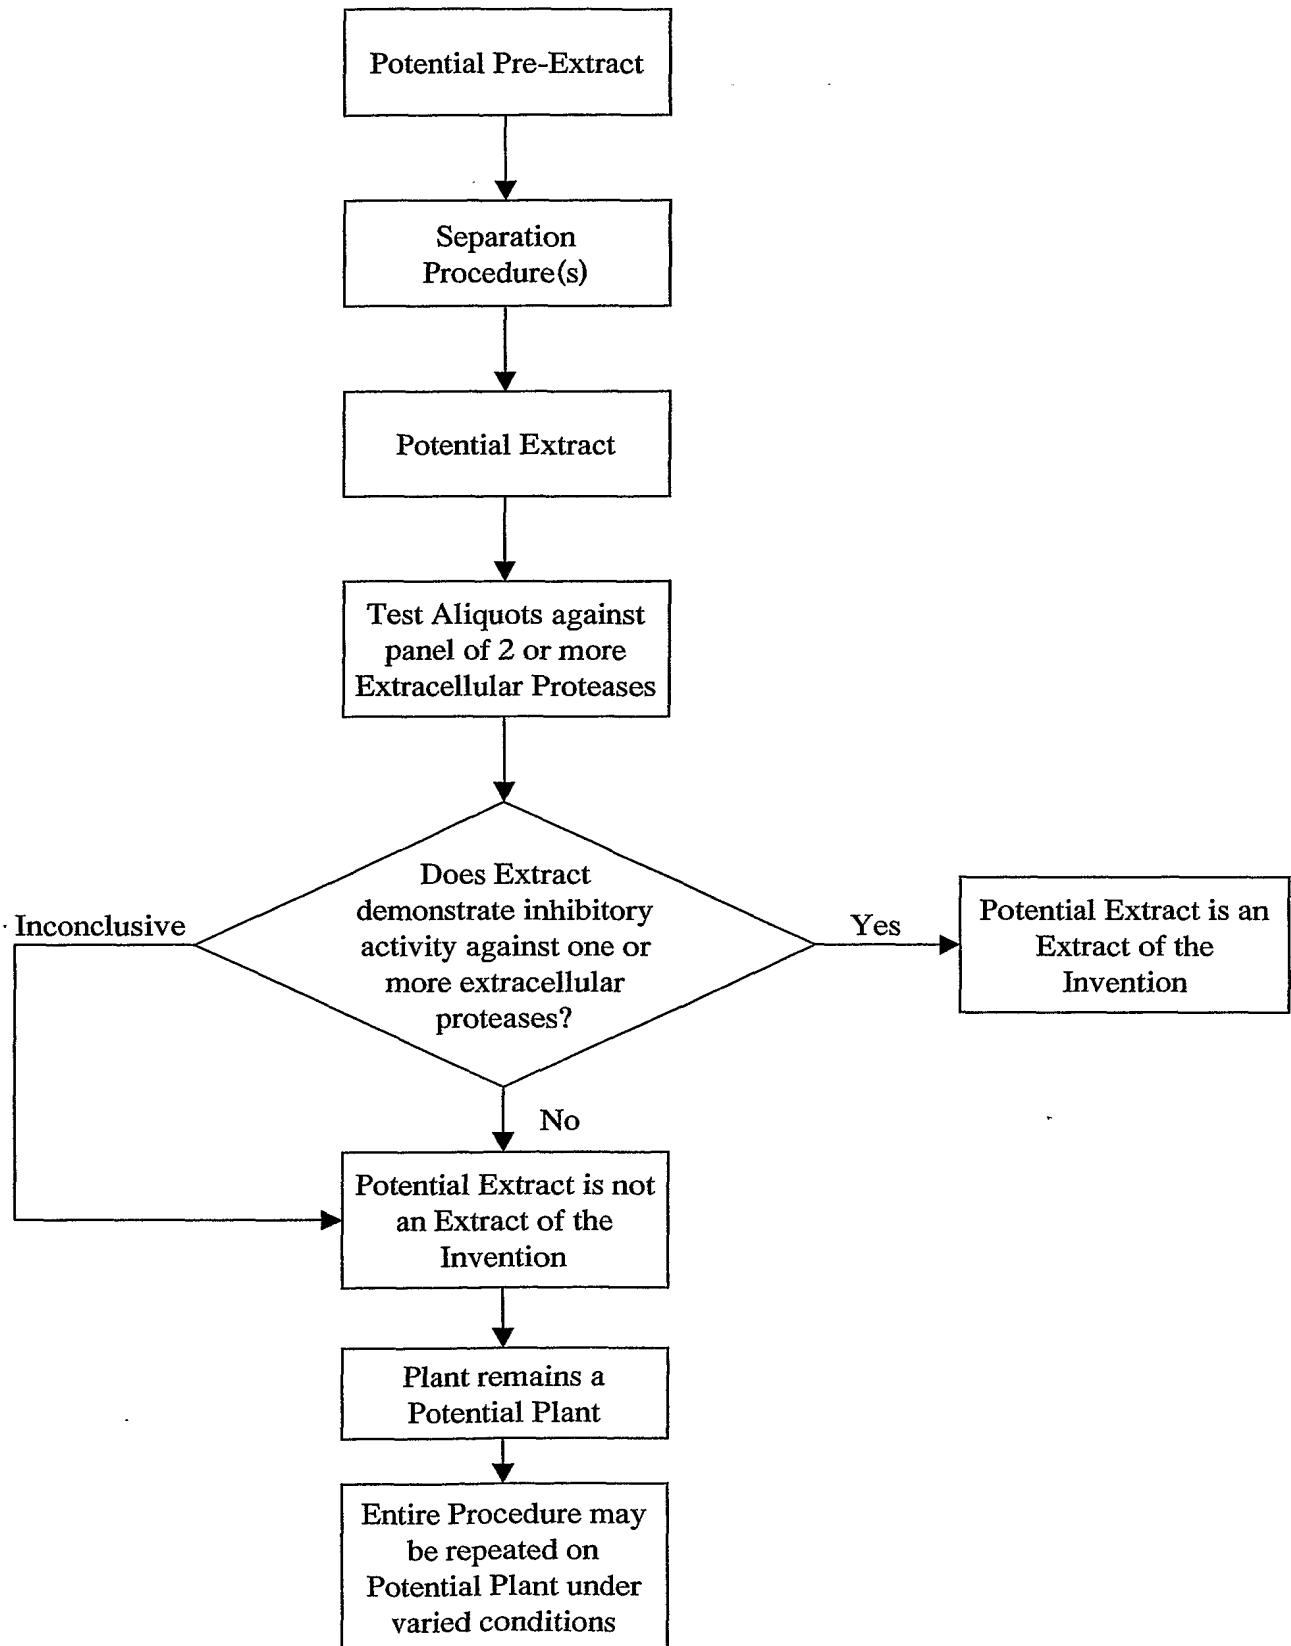 Potential Pre-Extract
Separation
Procedure(s)
Potential Extract
Test Aliquots against
panel of 2 or more
Extracellular Proteases
Does Extract
demonstrate inhibitory
activity against one or
more extracellular
proteases?
Inconclusive
Yes
Potential Extract is an
Extract of the
Invention
No
Potential Extract is not
an Extract of the
Invention
Plant remains a
Potential Plant
Entire Procedure may
be repeated on
Potential Plant under
varied conditions